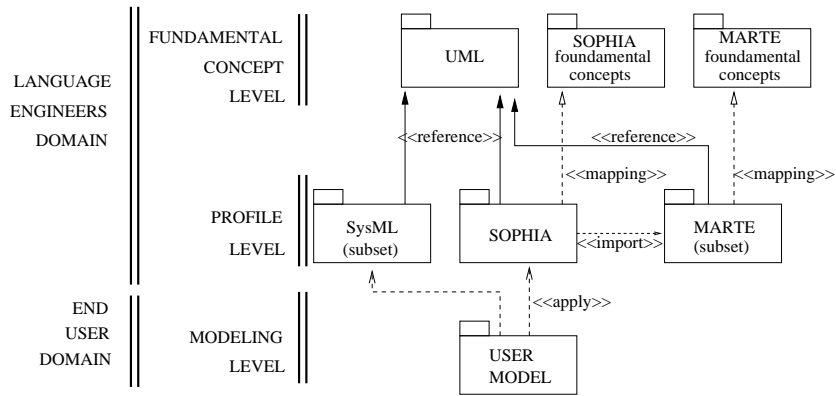 FUNDAMENTAL
CONCEPT
LEVEL
UML
SOPHIA
foundamental
concepts
MARTE
foundamental
concepts
LANGUAGE
ENGINEERS
DOMAIN
<<reference>>
<<reference>>
<<mapping>>
<<mapping>>
PROFILE
LEVEL
SysML
(subset)
SOPHIA
<<import>>
MARTE
(subset)
<<apply>>
END
USER
DOMAIN
MODELING
LEVEL
USER
MODEL